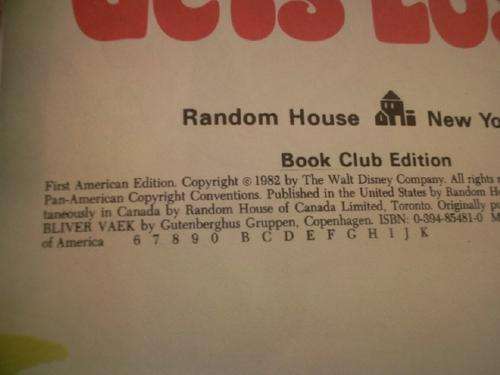 Gets Los
Random House New Yo
Book Club Edition
First American Edition. Copyright © 1982 by The Walt Disney Company. All rights
Pan-American Copyright Conventions. Published in the United States by Random H
taneously in Canada by Random House of Canada Limited, Toronto. Originally pu
BLIVER VAEK by Gutenberghus Gruppen, Copenhagen. ISBN: 0-394-85481-0 M
of America 6 7 8 9 0 B C D E F G H I J K